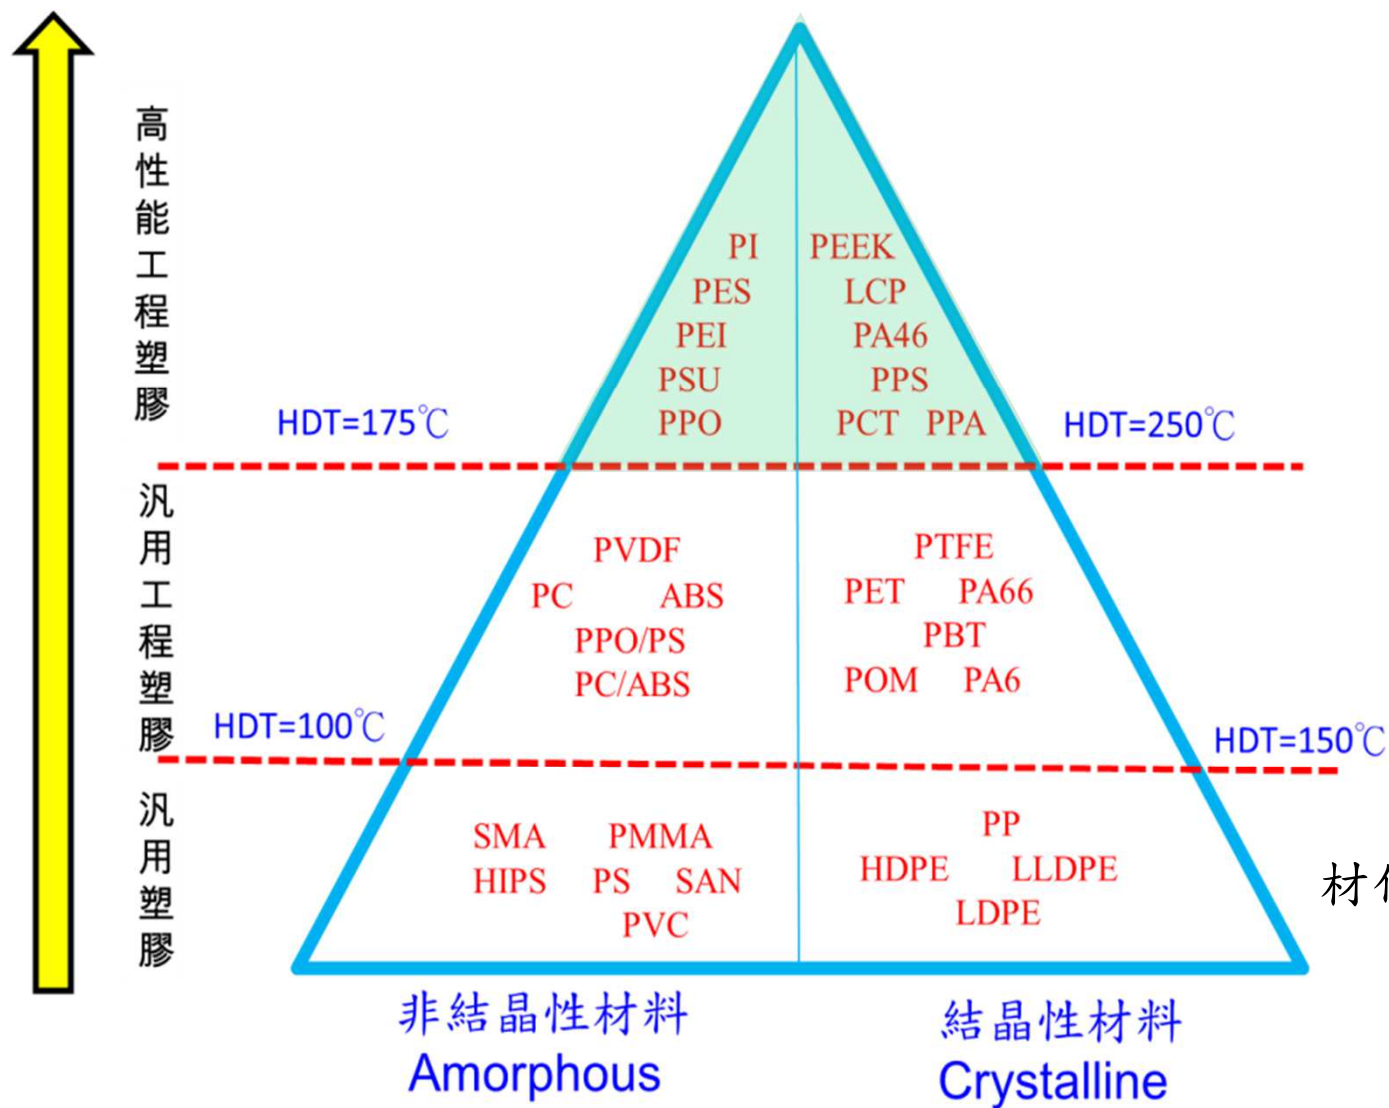 高性能工程塑膠
PI PEEK
PES LCP
PEI PA46
PSU PPS
PPO PCT PPA
HDT=175℃ HDT=250℃
汎用工程塑膠
PVDF PTFE
PC ABS PET PA66
PPO/PS PBT
PC/ABS POM PA6
HDT=100℃ HDT=150℃
汎用塑膠
SMA PMMA PP
HIPS PS SAN HDPE LLDPE
PVC LDPE
材
非結晶性材料 結晶性材料
Amorphous Crystalline